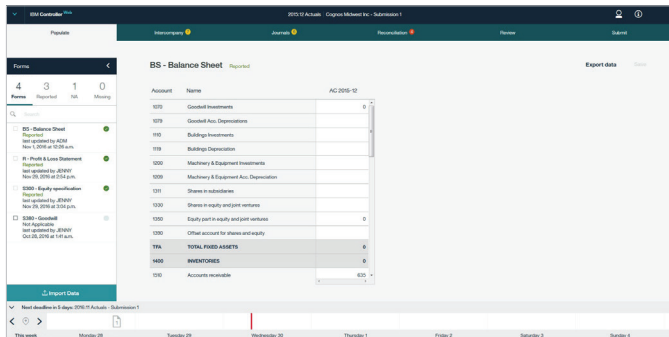 IBM Controller Web
2015:12 Actuals Cognos Midwest Inc - Submission 1
Populate
Intercompany
Journals
Reconciliation
Review
Submit
Forms
4 Forms
3 Reported
1 NA
0 Missing
Search
BS - Balance Sheet
Reported
last updated by ADM
Nov 1, 2016 at 12:26 a.m.
R - Profit & Loss Statement
Reported
last updated by JENNY
Nov 29, 2016 at 2:54 p.m.
S300 - Equity specification
Reported
last updated by JENNY
Nov 29, 2016 at 3:04 p.m.
S380 - Goodwill
Not Applicable
last updated by JENNY
Oct 28, 2016 at 1:41 a.m.
Import Data
BS - Balance Sheet Reported
Export data Save
Account Name AC 2015-12
1070 Goodwill Investments 0
1079 Goodwill Acc. Depreciations
1110 Buildings Investments
1119 Buildings Depreciation
1200 Machinery & Equipment Investments
1209 Machinery & Equipment Acc. Depreciation
1311 Shares in subsidiaries
1330 Shares in equity and joint ventures
1350 Equity part in equity and joint ventures 0
1390 Offset account for shares and equity
TFA TOTAL FIXED ASSETS 0
1400 INVENTORIES 0
1510 Accounts receivable 635
Next deadline in 5 days: 2016:11 Actuals - Submission 1
1
This week
Monday 28
Tuesday 29
Wednesday 30
Thursday 1
Friday 2
Saturday 3
Sunday 4